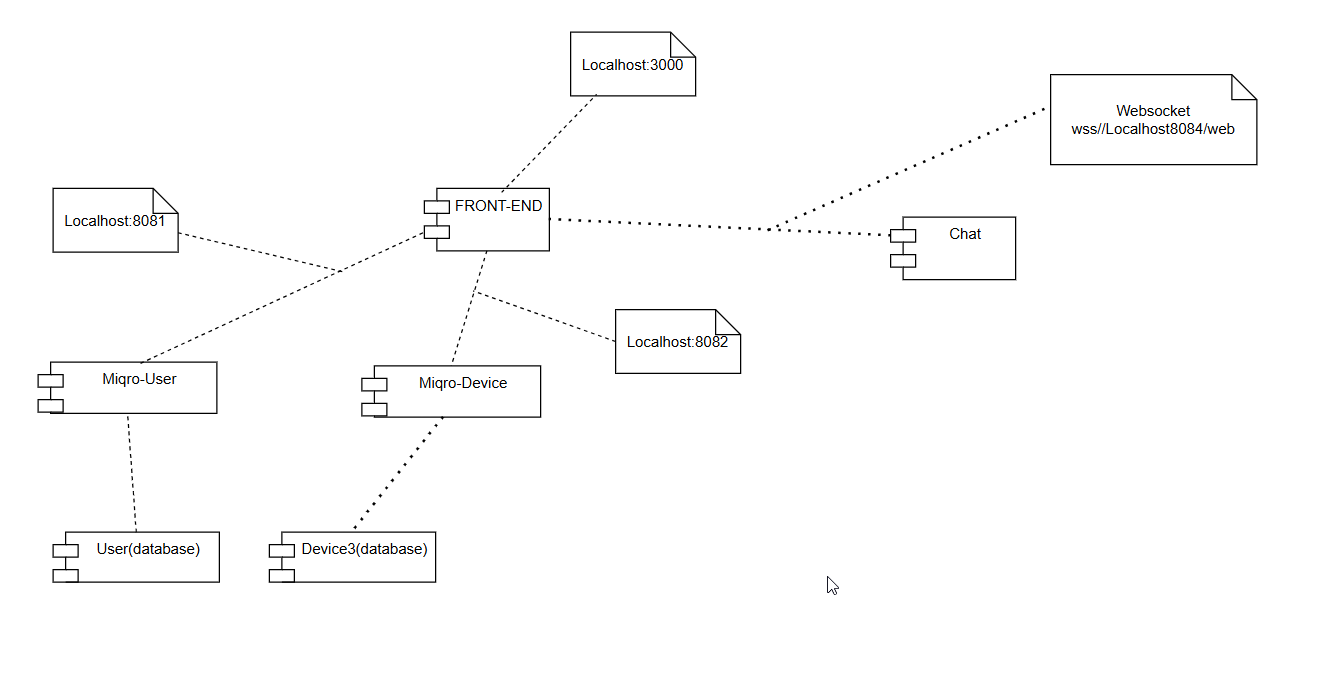 Localhost:3000
Websocket
wss//Localhost8084/web
Localhost:8081
FRONT-END
Chat
Localhost:8082
Miqro-User
Miqro-Device
User(database)
Device3(database)